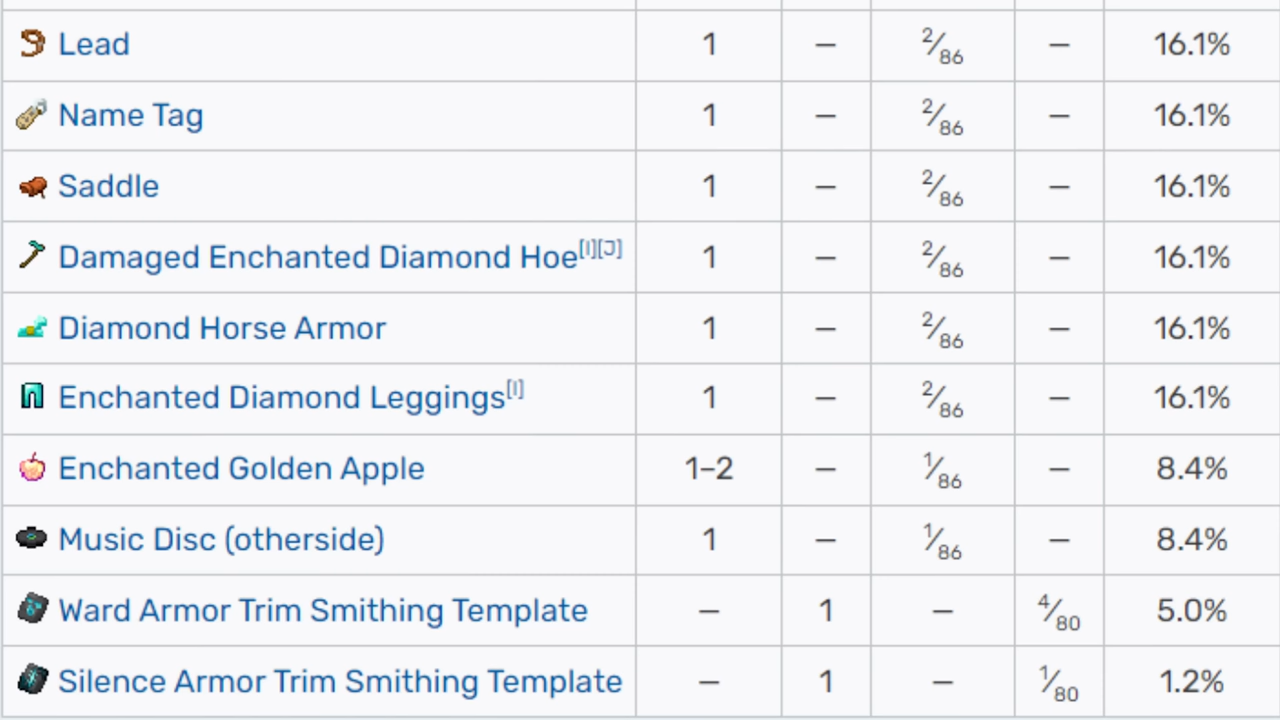 Lead 1 – 2⁄86 – 16.1%
Name Tag 1 – 2⁄86 – 16.1%
Saddle 1 – 2⁄86 – 16.1%
Damaged Enchanted Diamond Hoe[I][J] 1 – 2⁄86 – 16.1%
Diamond Horse Armor 1 – 2⁄86 – 16.1%
Enchanted Diamond Leggings[I] 1 – 2⁄86 – 16.1%
Enchanted Golden Apple 1–2 – 1⁄86 – 8.4%
Music Disc (otherside) 1 – 1⁄86 – 8.4%
Ward Armor Trim Smithing Template – 1 – 4⁄80 5.0%
Silence Armor Trim Smithing Template – 1 – 1⁄80 1.2%